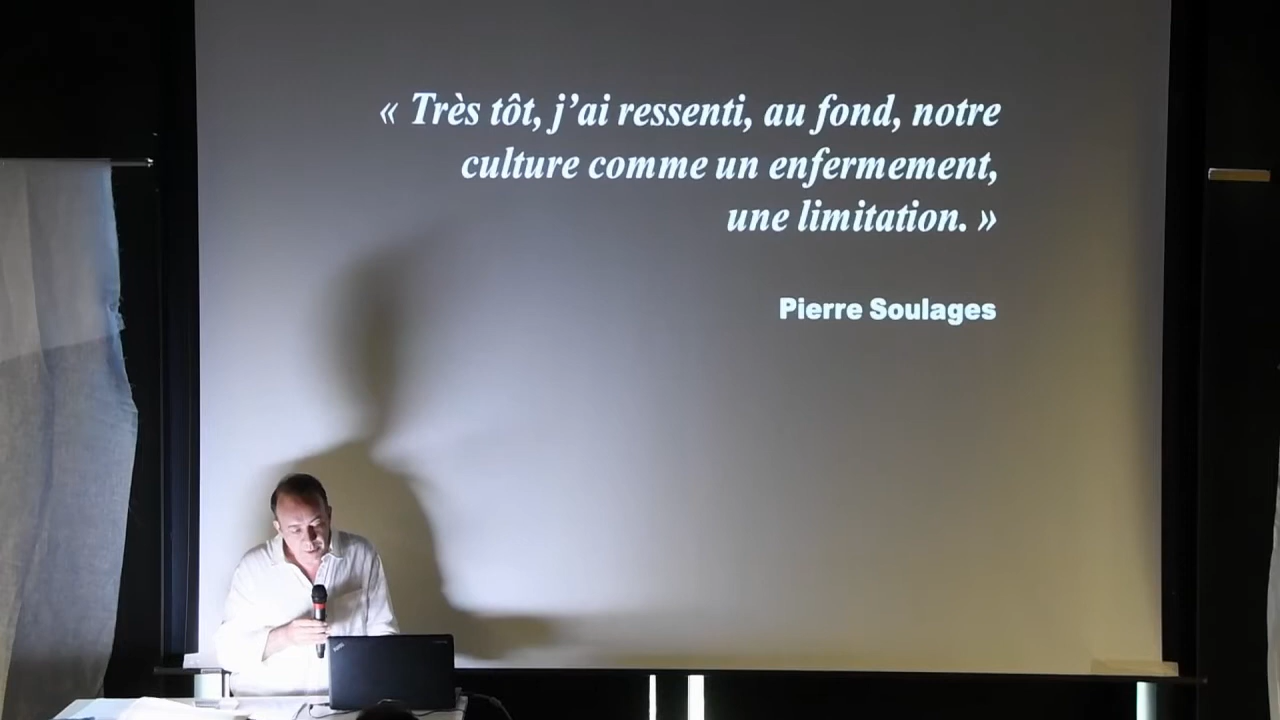 « Très tôt, j’ai ressenti, au fond, notre
culture comme un enfermement,
une limitation. »
Pierre Soulages